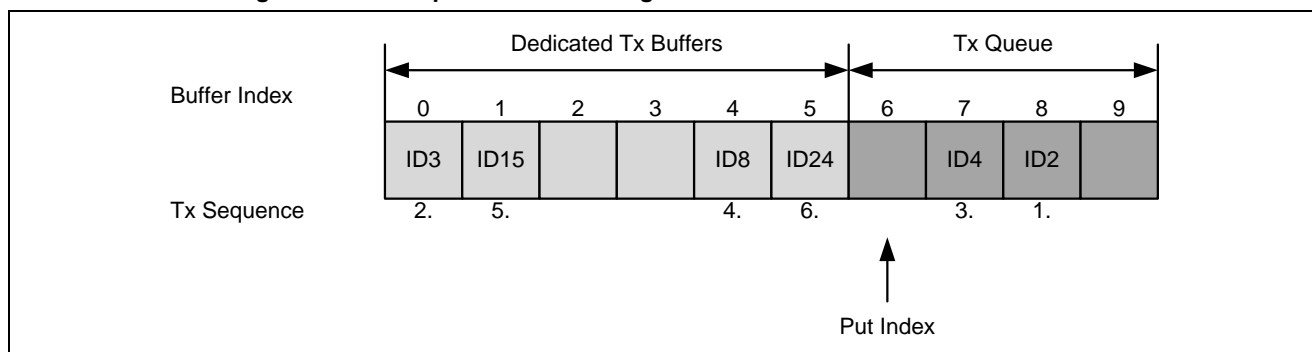 Dedicated Tx Buffers Tx Queue
Buffer Index
0 1 2 3 4 5 6 7 8 9
ID3 ID15 ID8 ID24 ID4 ID2
Tx Sequence 2. 5. 4. 6. 3. 1.
Put Index